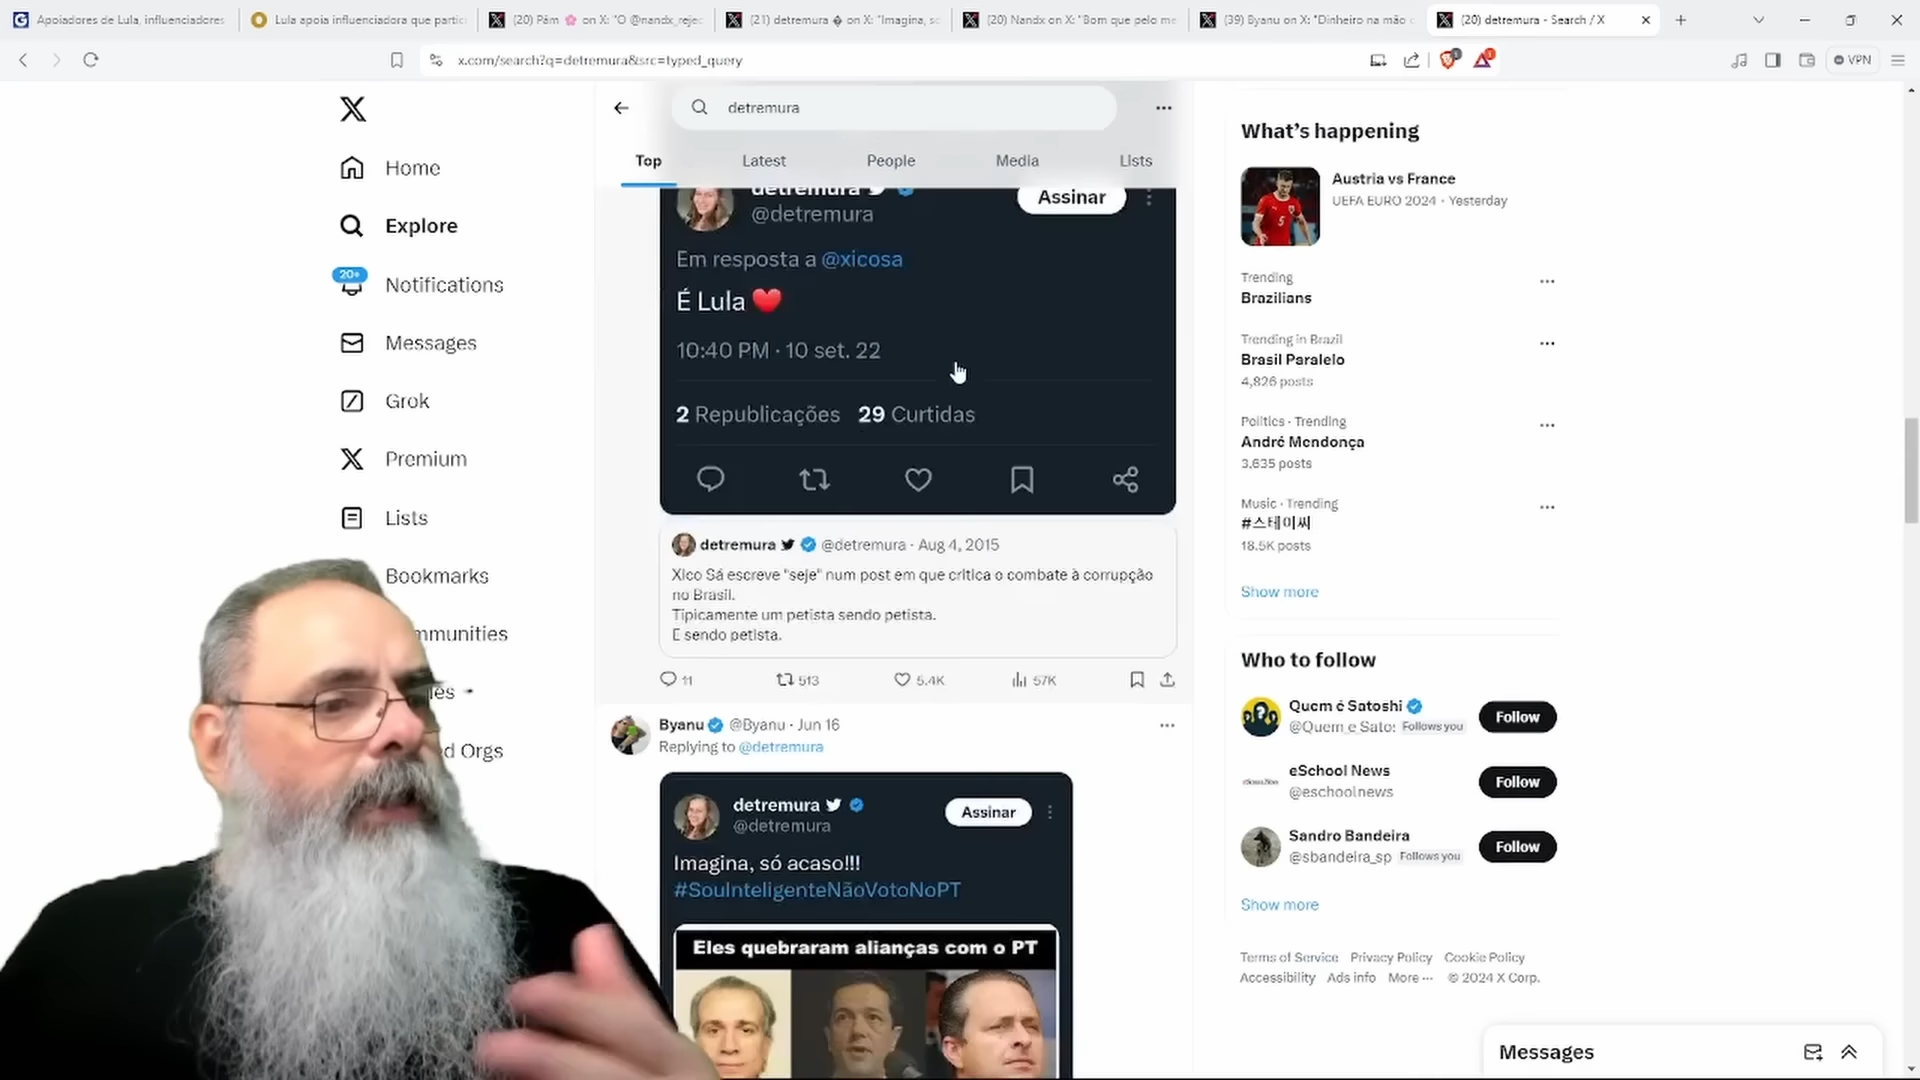 Apoiadores de Lula, influenciadores
Lula apoia influenciadora que partic
(20) Pâm 🌸 on X: "O @nandx_rejec
(21) detremura � on X: "Imagina, só
(20) Nandx on X: "Bom que pelo me
(39) Byanu on X: "Dinheiro na mão c
(20) detremura - Search / X
x.com/search?q=detremura&src=typed_query
VPN
detremura
Top
Latest
People
Media
Lists
Home
Explore
20+
Notifications
Messages
Grok
Premium
Lists
Bookmarks
mmunities
les
d Orgs
detremura
@detremura
Assinar
Em resposta a @xicosa
É Lula ❤️
10:40 PM · 10 set. 22
2 Republicações 29 Curtidas
detremura @detremura · Aug 4, 2015
Xico Sá escreve "seje" num post em que critica o combate à corrupção
no Brasil.
Tipicamente um petista sendo petista.
E sendo petista.
11
513
5.4K
57K
Byanu @Byanu · Jun 16
Replying to @detremura
detremura
@detremura
Assinar
Imagina, só acaso!!!
#SouInteligenteNãoVotoNoPT
Eles quebraram alianças com o PT
What's happening
Austria vs France
UEFA EURO 2024 · Yesterday
Trending
Brazilians
Trending in Brazil
Brasil Paralelo
4,826 posts
Politics · Trending
André Mendonça
3,635 posts
Music · Trending
#스테이씨
18.5K posts
Show more
Who to follow
Quem é Satoshi
@Quem_e_Sato: Follows you
Follow
eSchool News
@eschoolnews
Follow
Sandro Bandeira
@sbandeira_sp Follows you
Follow
Show more
Terms of Service Privacy Policy Cookie Policy
Accessibility Ads info More ··· © 2024 X Corp.
Messages